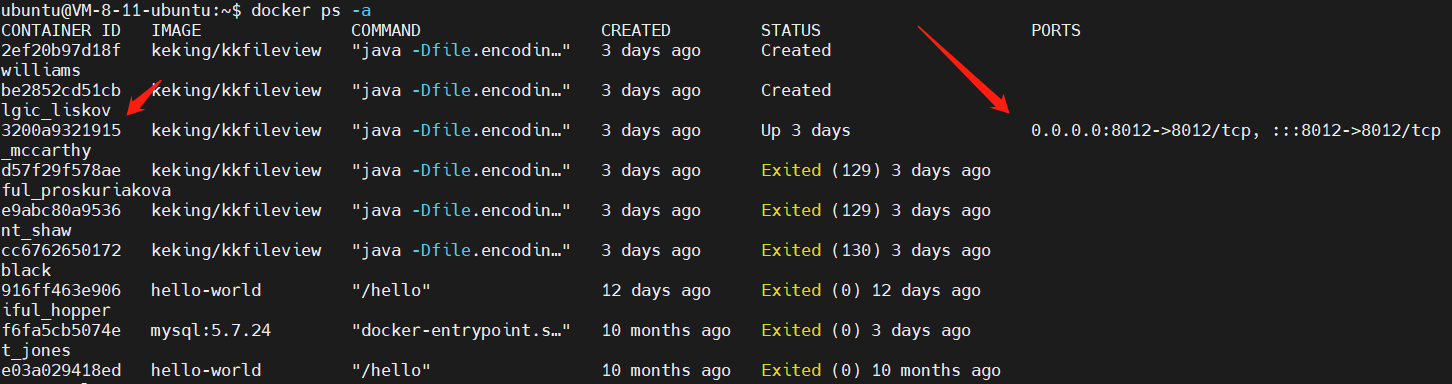 ubuntu@VM-8-11-ubuntu:~$ docker ps -a
CONTAINER ID   IMAGE             COMMAND                  CREATED         STATUS                     PORTS
2ef20b97d18f   keking/kkfileview   "java -Dfile.encodin…"   3 days ago      Created
williams
be2852cd51cb   keking/kkfileview   "java -Dfile.encodin…"   3 days ago      Created
lgic_liskov
3200a9321915   keking/kkfileview   "java -Dfile.encodin…"   3 days ago      Up 3 days                  0.0.0.0:8012->8012/tcp, :::8012->8012/tcp
_mccarthy
d57f29f578ae   keking/kkfileview   "java -Dfile.encodin…"   3 days ago      Exited (129) 3 days ago
ful_proskuriakova
e9abc80a9536   keking/kkfileview   "java -Dfile.encodin…"   3 days ago      Exited (129) 3 days ago
nt_shaw
cc6762650172   keking/kkfileview   "java -Dfile.encodin…"   3 days ago      Exited (130) 3 days ago
black
916ff463e906   hello-world         "/hello"                 12 days ago     Exited (0) 12 days ago
iful_hopper
f6fa5cb5074e   mysql:5.7.24        "docker-entrypoint.s…"   10 months ago   Exited (0) 3 days ago
t_jones
e03a029418ed   hello-world         "/hello"                 10 months ago   Exited (0) 10 months ago